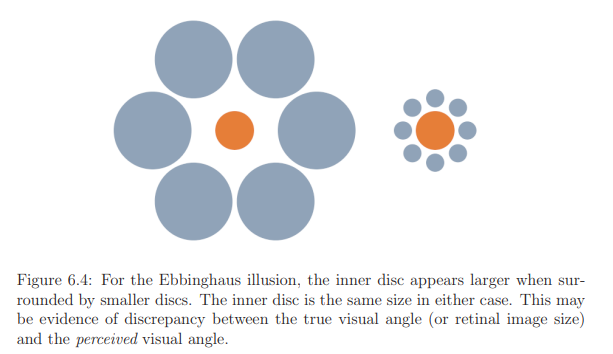 Figure 6.4: For the Ebbinghaus illusion, the inner disc appears larger when sur-
rounded by smaller discs. The inner disc is the same size in either case. This may
be evidence of discrepancy between the true visual angle (or retinal image size)
and the perceived visual angle.